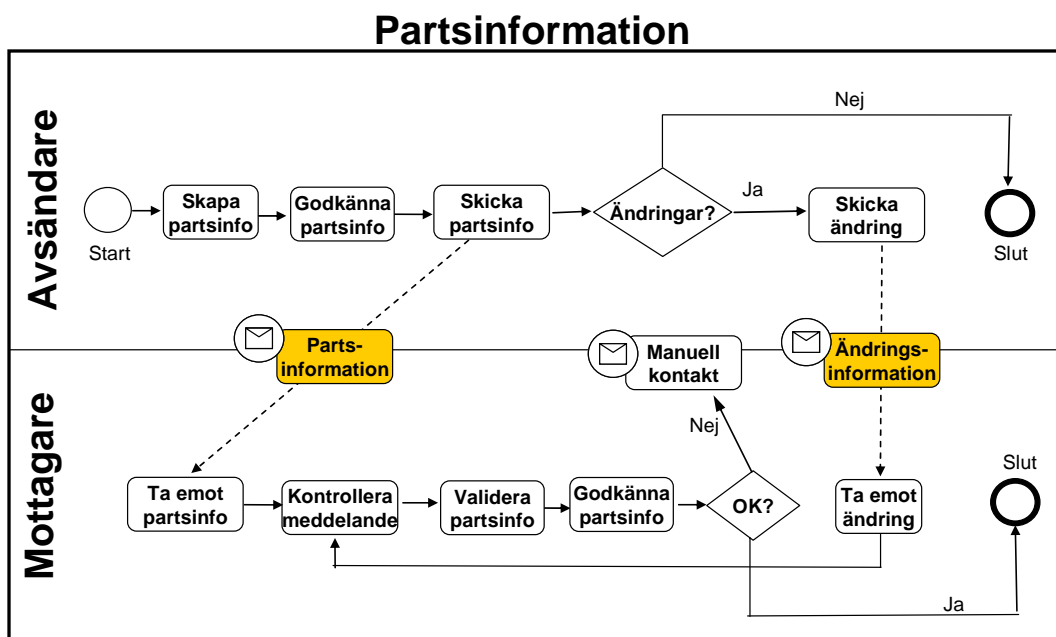 Partsinformation
Avsändare
Nej
Skapa
partsinfo
Godkänna
partsinfo
Skicka
partsinfo
Ändringar?
Ja
Skicka
ändring
Start
Slut
Parts-
information
Manuell
kontakt
Ändrings-
information
Mottagare
Nej
Slut
Ta emot
partsinfo
Kontrollera
meddelande
Validera
partsinfo
Godkänna
partsinfo
OK?
Ta emot
ändring
Ja